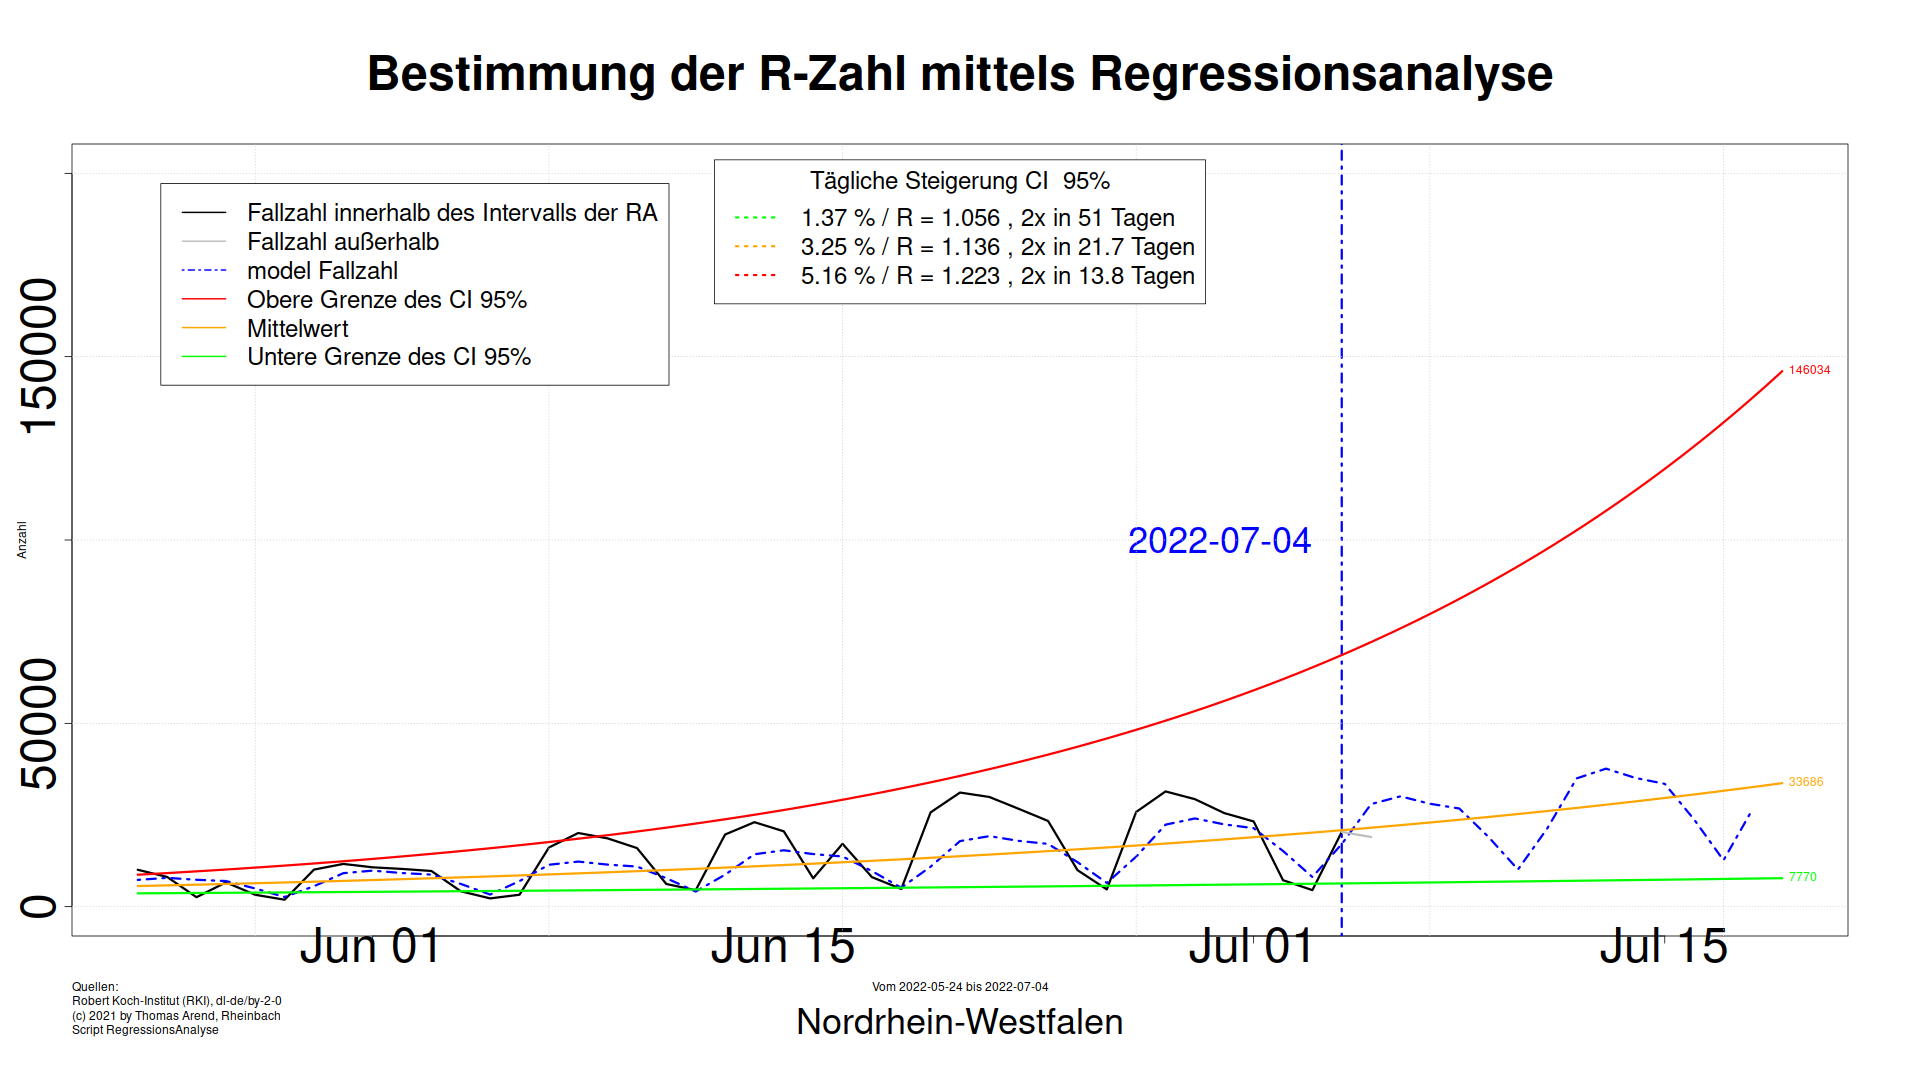 Bestimmung der R-Zahl mittels Regressionsanalyse
Fallzahl innerhalb des Intervalls der RA
Fallzahl außerhalb
model Fallzahl
Obere Grenze des CI 95%
Mittelwert
Untere Grenze des CI 95%
Tägliche Steigerung CI  95%
1.37 % / R = 1.056 , 2x in 51 Tagen
3.25 % / R = 1.136 , 2x in 21.7 Tagen
5.16 % / R = 1.223 , 2x in 13.8 Tagen
150000
50000
0
Anzahl
2022-07-04
146034
33686
7770
Jun 01
Jun 15
Jul 01
Jul 15
Quellen:
Robert Koch-Institut (RKI), dl-de/by-2-0
(c) 2021 by Thomas Arend, Rheinbach
Script RegressionsAnalyse
Vom 2022-05-24 bis 2022-07-04
Nordrhein-Westfalen